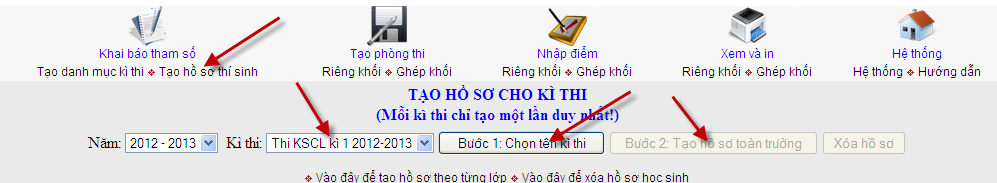 Khai báo tham số Tạo phòng thi Nhập điểm Xem và in Hệ thống
Tạo danh mục kì thi ❖ Tạo hồ sơ thí sinh Riêng khối ❖ Ghép khối Riêng khối ❖ Ghép khối Riêng khối ❖ Ghép khối Hệ thống ❖ Hướng dẫn
TẠO HỒ SƠ CHO KÌ THI
(Mỗi kì thi chỉ tạo một lần duy nhất!)
Năm: 2012 - 2013 Kì thi: Thi KSCL kì 1 2012-2013 Bước 1: Chọn tên kì thi Bước 2: Tạo hồ sơ toàn trường Xóa hồ sơ
❖ Vào đây để tạo hồ sơ theo từng lớp ❖ Vào đây để xóa hồ sơ học sinh